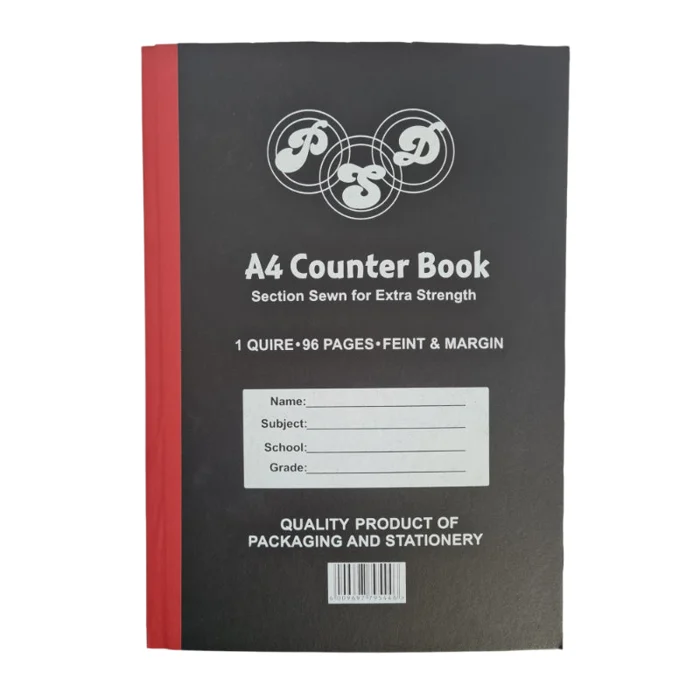 P S D
A4 Counter Book
Section Sewn for Extra Strength
1 QUIRE•96 PAGES•FEINT & MARGIN
Name:
Subject:
School:
Grade:
QUALITY PRODUCT OF
PACKAGING AND STATIONERY